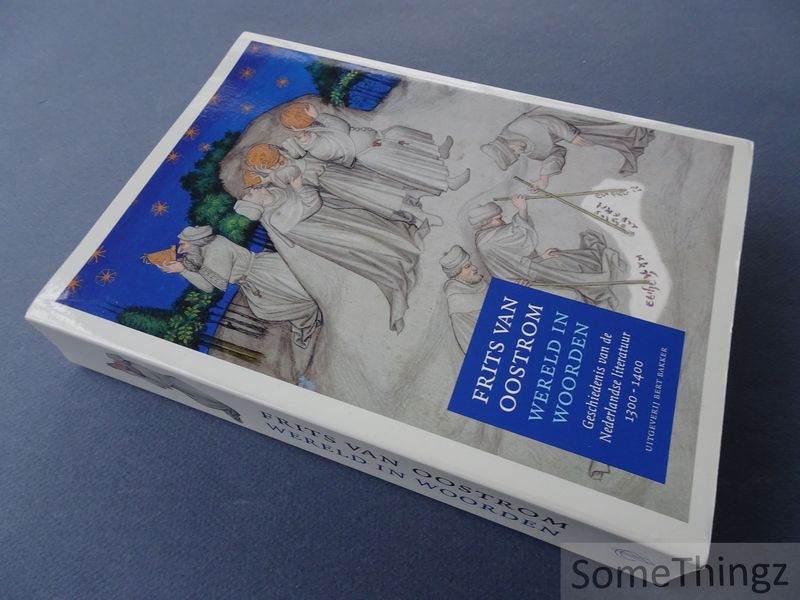 FRITS VAN
OOSTROM
WERELD IN
WOORDEN
Geschiedenis van de
Nederlandse literatuur
1300 - 1400
UITGEVERIJ BERT BAKKER
FRITS VAN OOSTROM
WERELD IN WOORDEN
SomeThingz